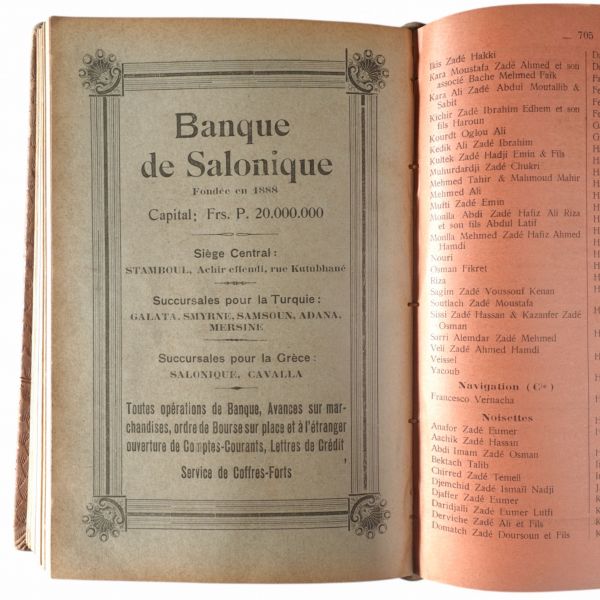 Banque
de Salonique
Fondée en 1888
Capital: Frs. P. 20.000.000
Siège Central:
STAMBOUL, Achir effendi, rue Kutubhané
Succursales pour la Turquie:
GALATA, SMYRNE, SAMSOUN, ADANA,
MERSINE
Succursales pour la Grèce:
SALONIQUE, CAVALLA
Toutes opérations de Banque, Avances sur mar-
chandises, ordre de Bourse sur place et à l'étranger
ouverture de Comptes-Courants, Lettres de Crédit
Service de Coffres-Forts
— 705
Ikis Zadé Hakki
Kara Moustafa Zadé Ahmed et son
associé Bache Mehmed Faïk
Kara Ali Zadé Abdul Moutallib &
Sabit
Kichir Zadé Ibrahim Edhem et son
fils Haroun
Kourdt Oglou Ali
Kedik Ali Zadé Ibrahim
Kultek Zadé Hadji Emin & Fils
Muhurdardji Zadé Chukri
Mehmed Tahir & Mahmoud Mahir
Mehmed Ali
Mufti Zadé Emin
Monlla Abdi Zadé Hafiz Ali Riza
et son fils Abdul Latif
Monlla Mehmed Zadé Hafiz Ahmed
Hamdi
Nouri
Osman Fikret
Riza
Sagim Zadé Voussouf Kenan
Soutlach Zadé Moustafa
Sissi Zadé Hassan & Kazanfer Zadé
Osman
Sarri Alemdar Zadé Mehmed
Veli Zadé Ahmed Hamdi
Veissel
Yacoub
Navigation (Cie)
Francesco Vernacha
Noisettes
Anafor Zadé Eumer
Aachik Zadé Hassan
Abdi Imam Zadé Osman
Bektach Talib
Chirred Zadé Temell
Djemchid Zadé Ismaïl Nadji
Djaffer Zadé Eumer
Daridjalli Zadé Eumer Lutfi
Derviche Zadé Ali et Fils
Domatch Zadé Doursoun et Fils